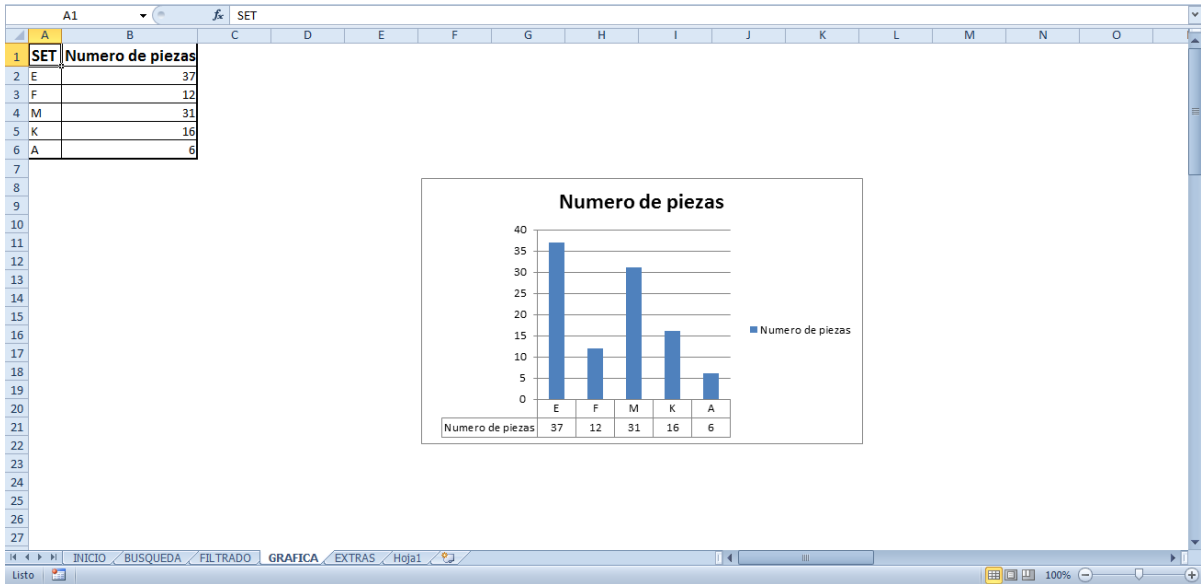 A1 fx SET
A B C D E F G H I J K L M N O
1 SET Numero de piezas
2 E 37
3 F 12
4 M 31
5 K 16
6 A 6
7
8
9
10
11
12
13
14
15
16
17
18
19
20
21
22
23
24
25
26
27
Numero de piezas
40
35
30
25
20
15
10
5
0
Numero de piezas
E F M K A
Numero de piezas 37 12 31 16 6
INICIO BUSQUEDA FILTRADO GRAFICA EXTRAS Hoja1
Listo 100%